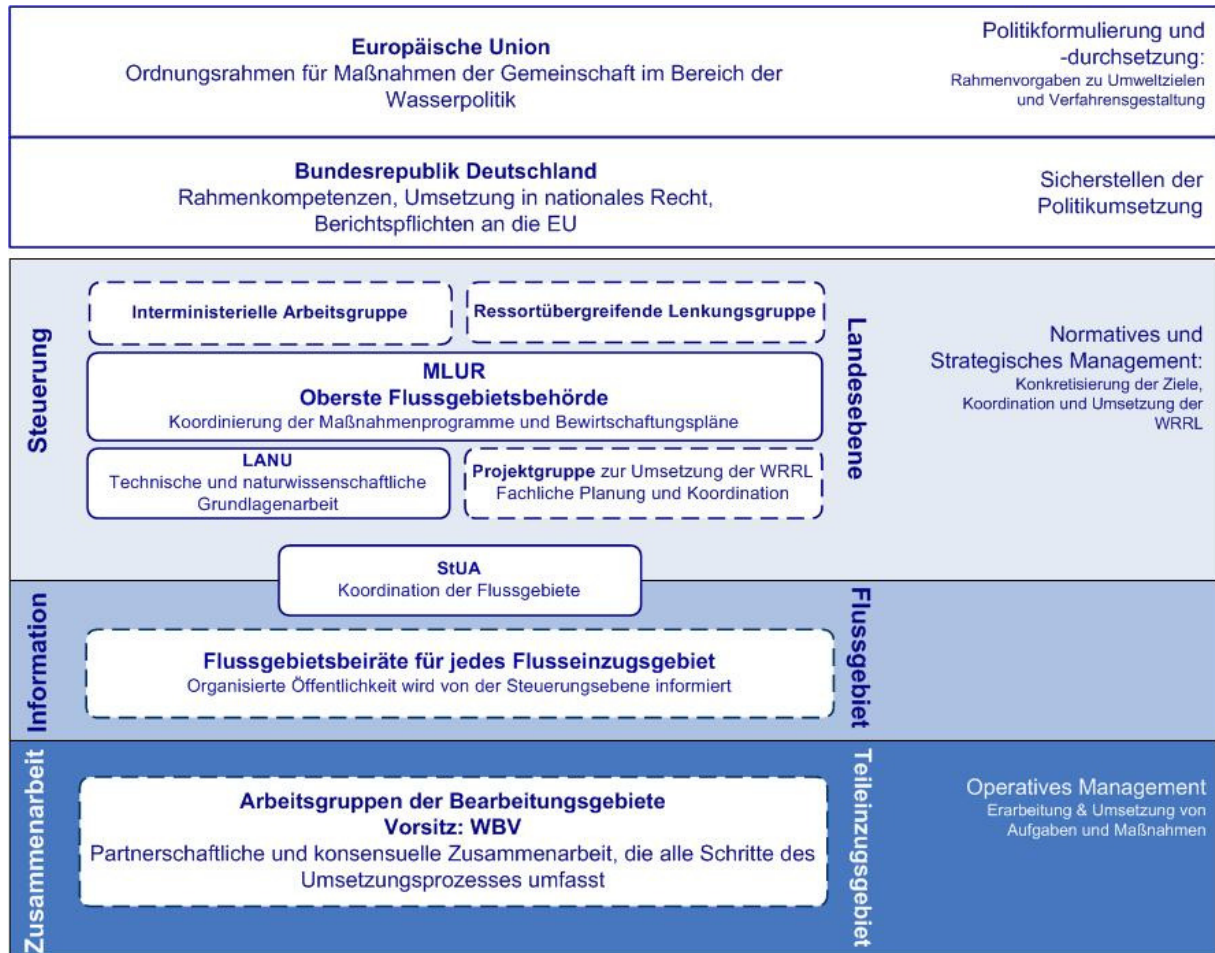 Europäische Union
Ordnungsrahmen für Maßnahmen der Gemeinschaft im Bereich der
Wasserpolitik
Politikformulierung und
-durchsetzung:
Rahmenvorgaben zu Umweltzielen
und Verfahrensgestaltung
Bundesrepublik Deutschland
Rahmenkompetenzen, Umsetzung in nationales Recht,
Berichtspflichten an die EU
Sicherstellen der
Politikumsetzung
Steuerung
Interministerielle Arbeitsgruppe
Ressortübergreifende Lenkungsgruppe
MLUR
Oberste Flussgebietsbehörde
Koordinierung der Maßnahmenprogramme und Bewirtschaftungspläne
LANU
Technische und naturwissenschaftliche
Grundlagenarbeit
Projektgruppe zur Umsetzung der WRRL
Fachliche Planung und Koordination
Landesebene
Normatives und
Strategisches Management:
Konkretisierung der Ziele,
Koordination und Umsetzung der
WRRL
StUA
Koordination der Flussgebiete
Information
Flussgebietsbeiräte für jedes Flusseinzugsgebiet
Organisierte Öffentlichkeit wird von der Steuerungsebene informiert
Flussgebiet
Zusammenarbeit
Arbeitsgruppen der Bearbeitungsgebiete
Vorsitz: WBV
Partnerschaftliche und konsensuelle Zusammenarbeit, die alle Schritte des
Umsetzungsprozesses umfasst
Teileinzugsgebiet
Operatives Management
Erarbeitung & Umsetzung von
Aufgaben und Maßnahmen